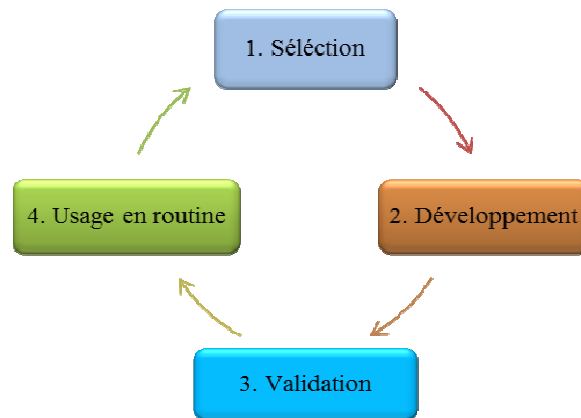 1. Séléction
2. Développement
3. Validation
4. Usage en routine